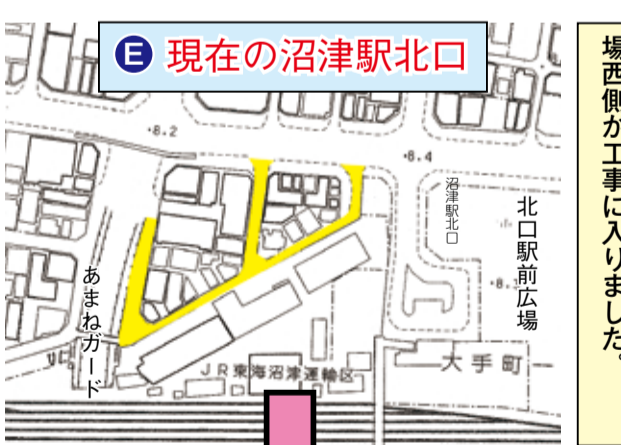 E 現在の沼津駅北口
場西側が工事に入りました。
・8.2
・8.4
沼津駅北口
北口駅前広場
あまねガード
JR東海沼津運輸区
大手町一